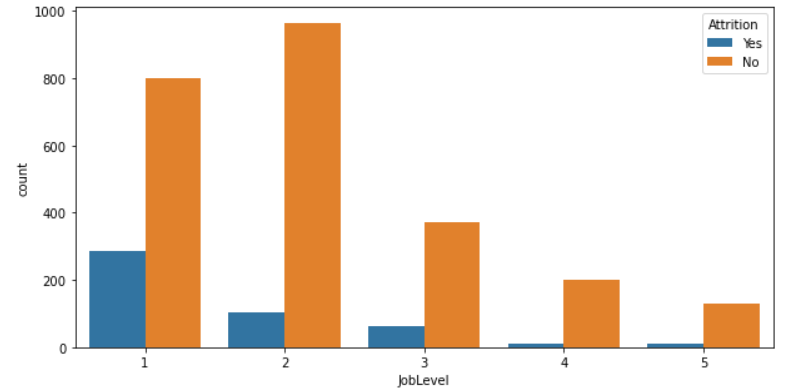 1000
800
600
400
200
0
count
Attrition
Yes
No
1 2 3 4 5
JobLevel